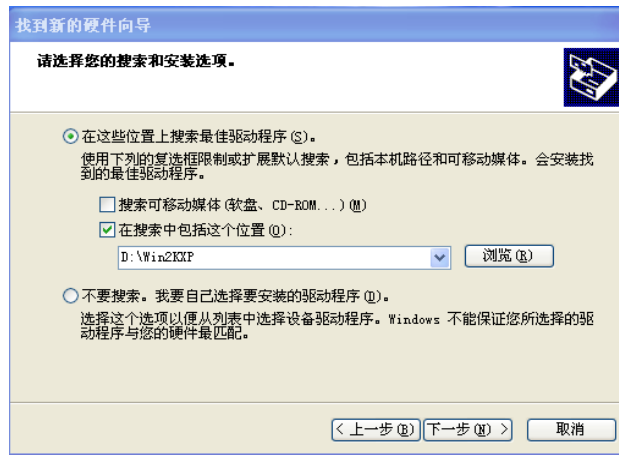 找到新的硬件向导
请选择您的搜索和安装选项。
在这些位置上搜索最佳驱动程序(S)。
使用下列的复选框限制或扩展默认搜索，包括本机路径和可移动媒体。会安装找
到的最佳驱动程序。
搜索可移动媒体(软盘、CD-ROM...)(M)
在搜索中包括这个位置(O):
D:\Win2KXP
浏览(R)
不要搜索。我要自己选择要安装的驱动程序(D)。
选择这个选项以便从列表中选择设备驱动程序。Windows 不能保证您所选择的驱
动程序与您的硬件最匹配。
< 上一步(B) 下一步(N) > 取消